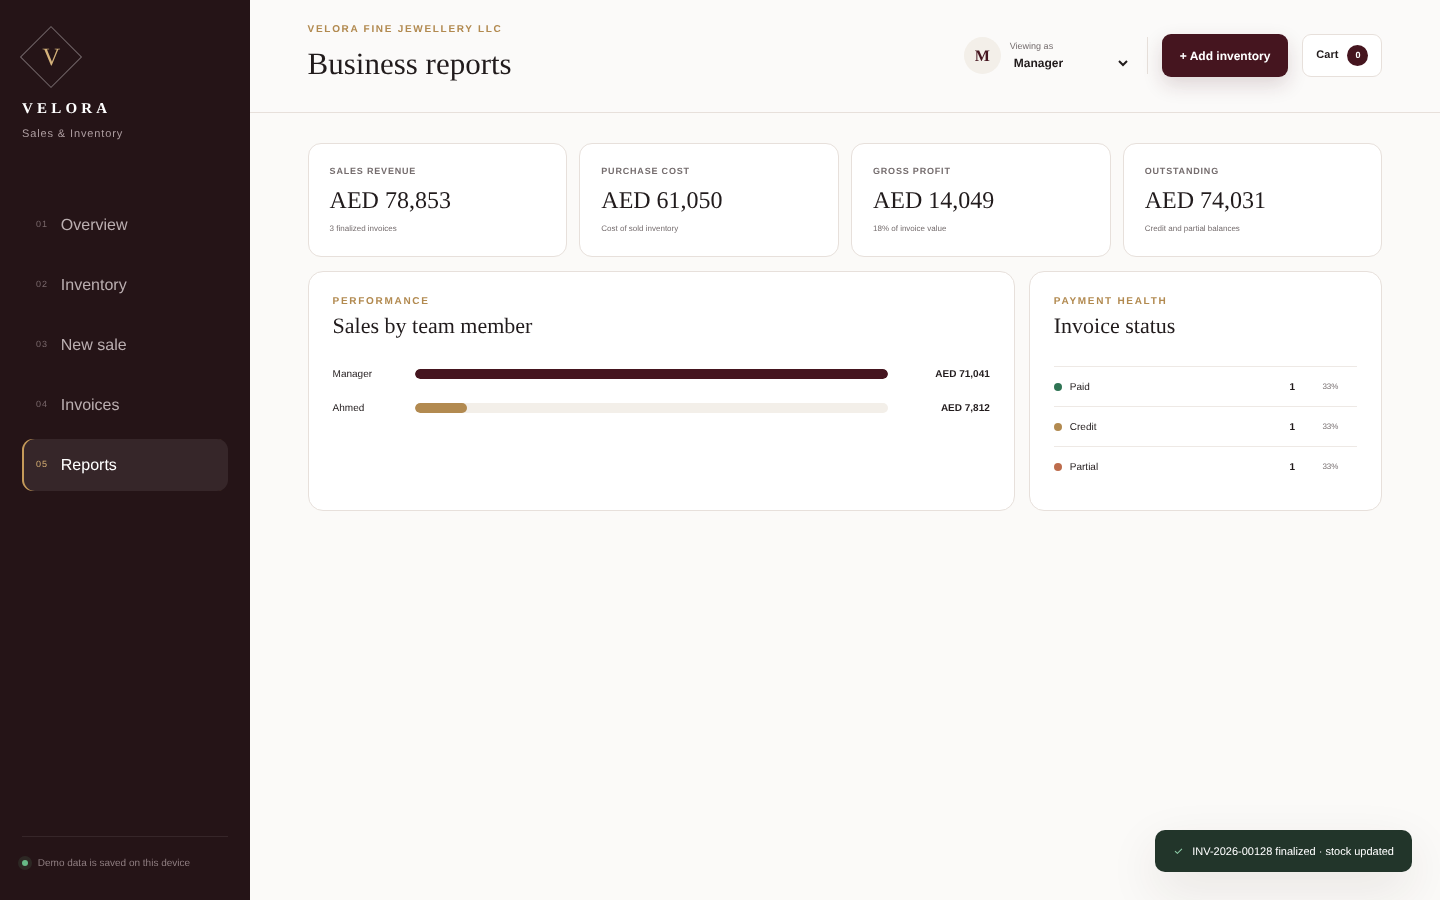 V
VELORA
Sales & Inventory
01 Overview
02 Inventory
03 New sale
04 Invoices
05 Reports
Demo data is saved on this device
VELORA FINE JEWELLERY LLC
Business reports
M
Viewing as
Manager
+ Add inventory
Cart 0
SALES REVENUE
AED 78,853
3 finalized invoices
PURCHASE COST
AED 61,050
Cost of sold inventory
GROSS PROFIT
AED 14,049
18% of invoice value
OUTSTANDING
AED 74,031
Credit and partial balances
PERFORMANCE
Sales by team member
Manager AED 71,041
Ahmed AED 7,812
PAYMENT HEALTH
Invoice status
Paid 1 33%
Credit 1 33%
Partial 1 33%
✓ INV-2026-00128 finalized · stock updated